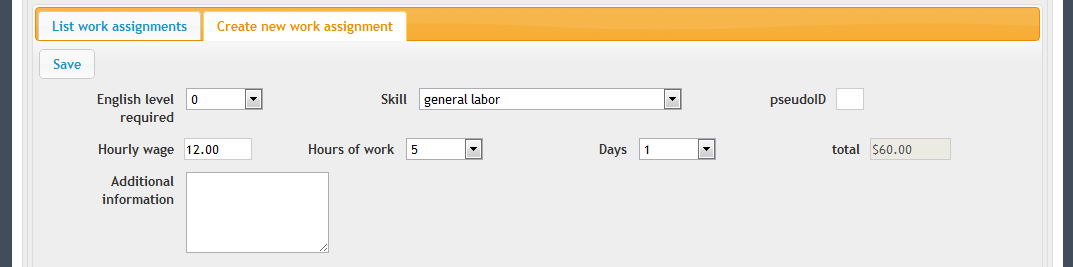 List work assignments Create new work assignment
Save
English level required 0 Skill general labor pseudoID
Hourly wage 12.00 Hours of work 5 Days 1 total $60.00
Additional information